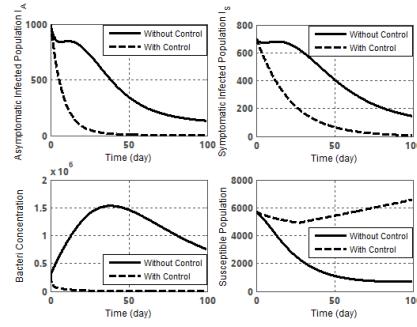 Asymptomatic Infected Population I_A
1000
500
0
0 50 100
Time (day)
Without Control
With Control
Symptomatic Infected Population I_S
800
600
400
200
0
0 50 100
Time (day)
Without Control
With Control
Bacteri Concentration
x 10^6
2
1.5
1
0.5
0
0 50 100
Time (day)
Without Control
With Control
Susceptible Population
8000
6000
4000
2000
0
0 50 100
Time (day)
Without Control
With Control